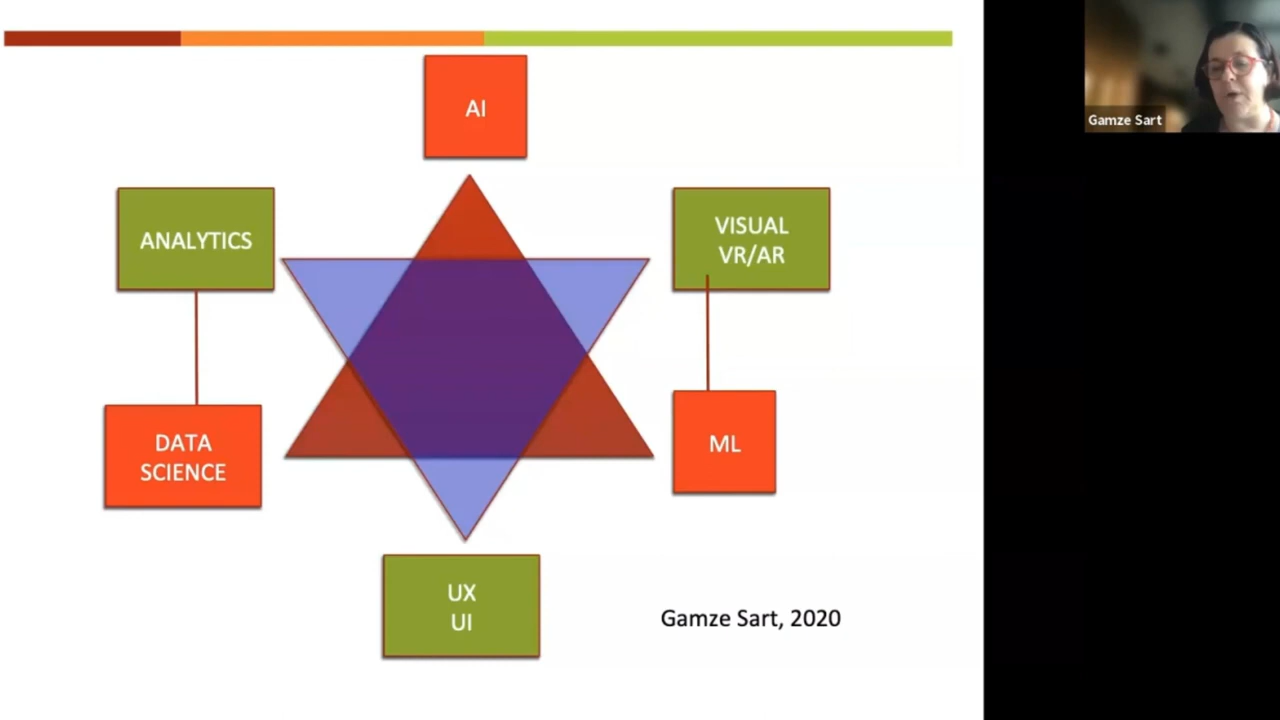 AI
Gamze Sart
ANALYTICS
VISUAL
VR/AR
DATA
SCIENCE
ML
UX
UI
Gamze Sart, 2020